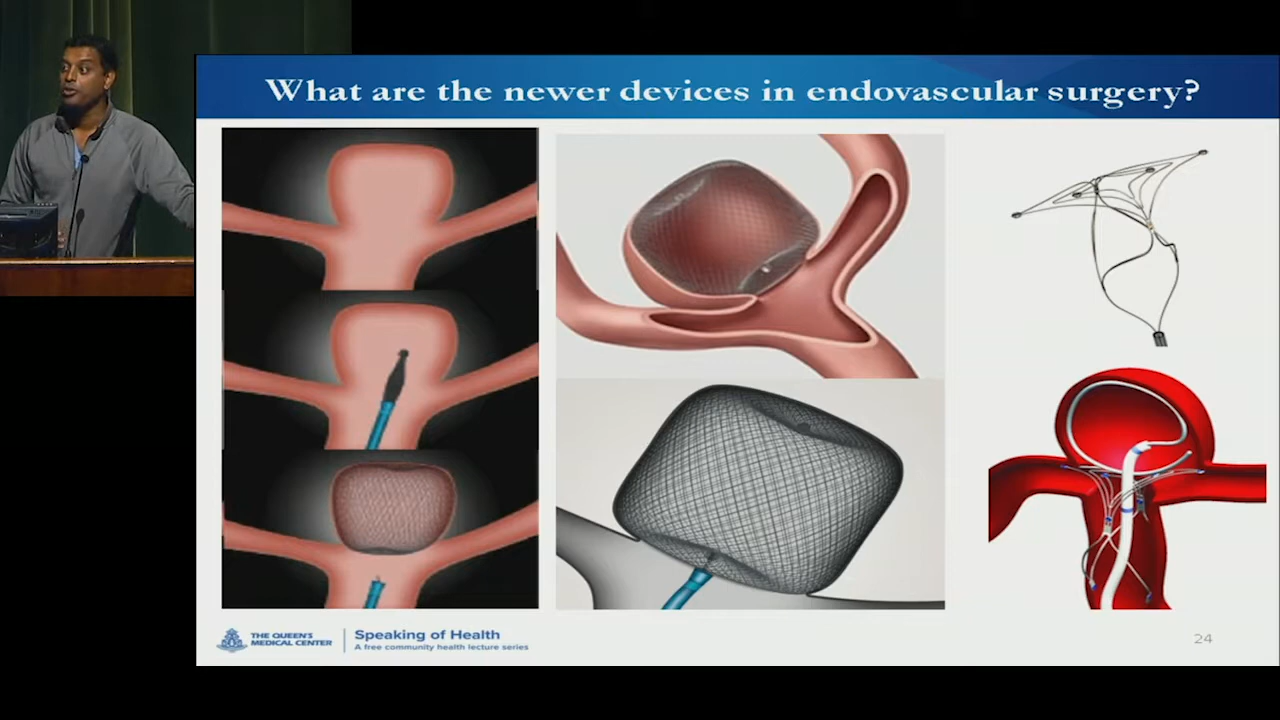 What are the newer devices in endovascular surgery?
THE QUEEN'S
MEDICAL CENTER
Speaking of Health
A free community health lecture series
24